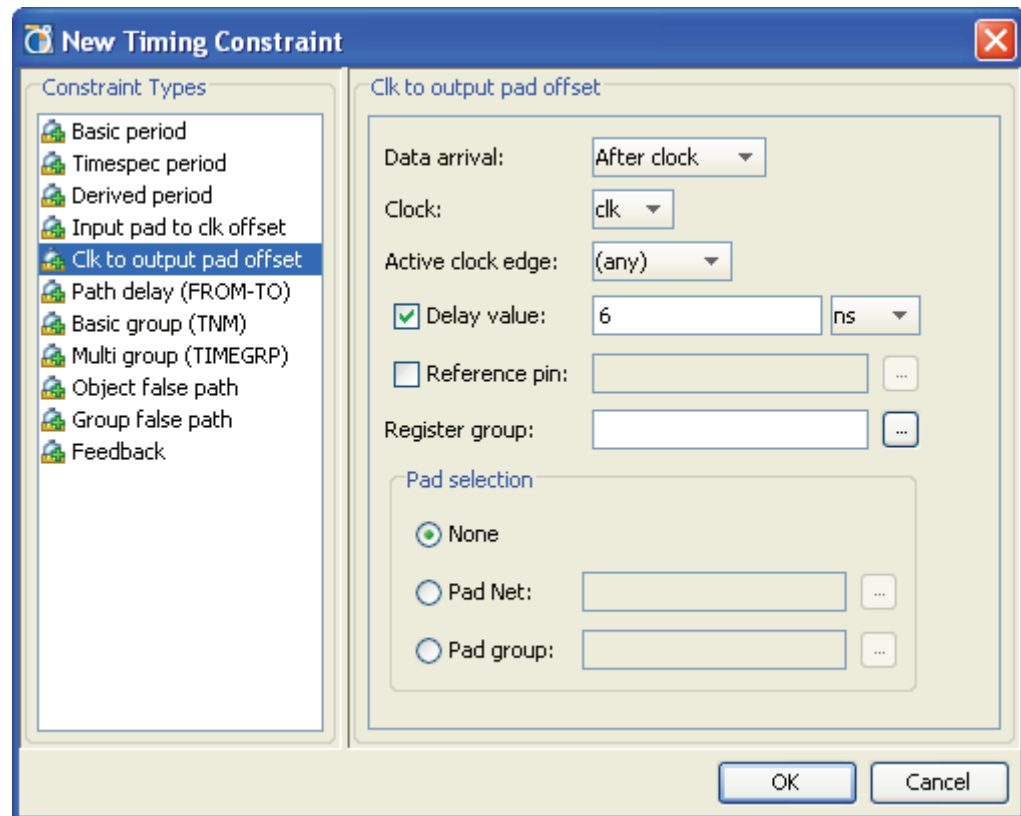 New Timing Constraint
Constraint Types
Basic period
Timespec period
Derived period
Input pad to clk offset
Clk to output pad offset
Path delay (FROM-TO)
Basic group (TNM)
Multi group (TIMEGRP)
Object false path
Group false path
Feedback
Clk to output pad offset
Data arrival: After clock
Clock: clk
Active clock edge: (any)
Delay value: 6 ns
Reference pin: ...
Register group: ...
Pad selection
None
Pad Net: ...
Pad group: ...
OK Cancel